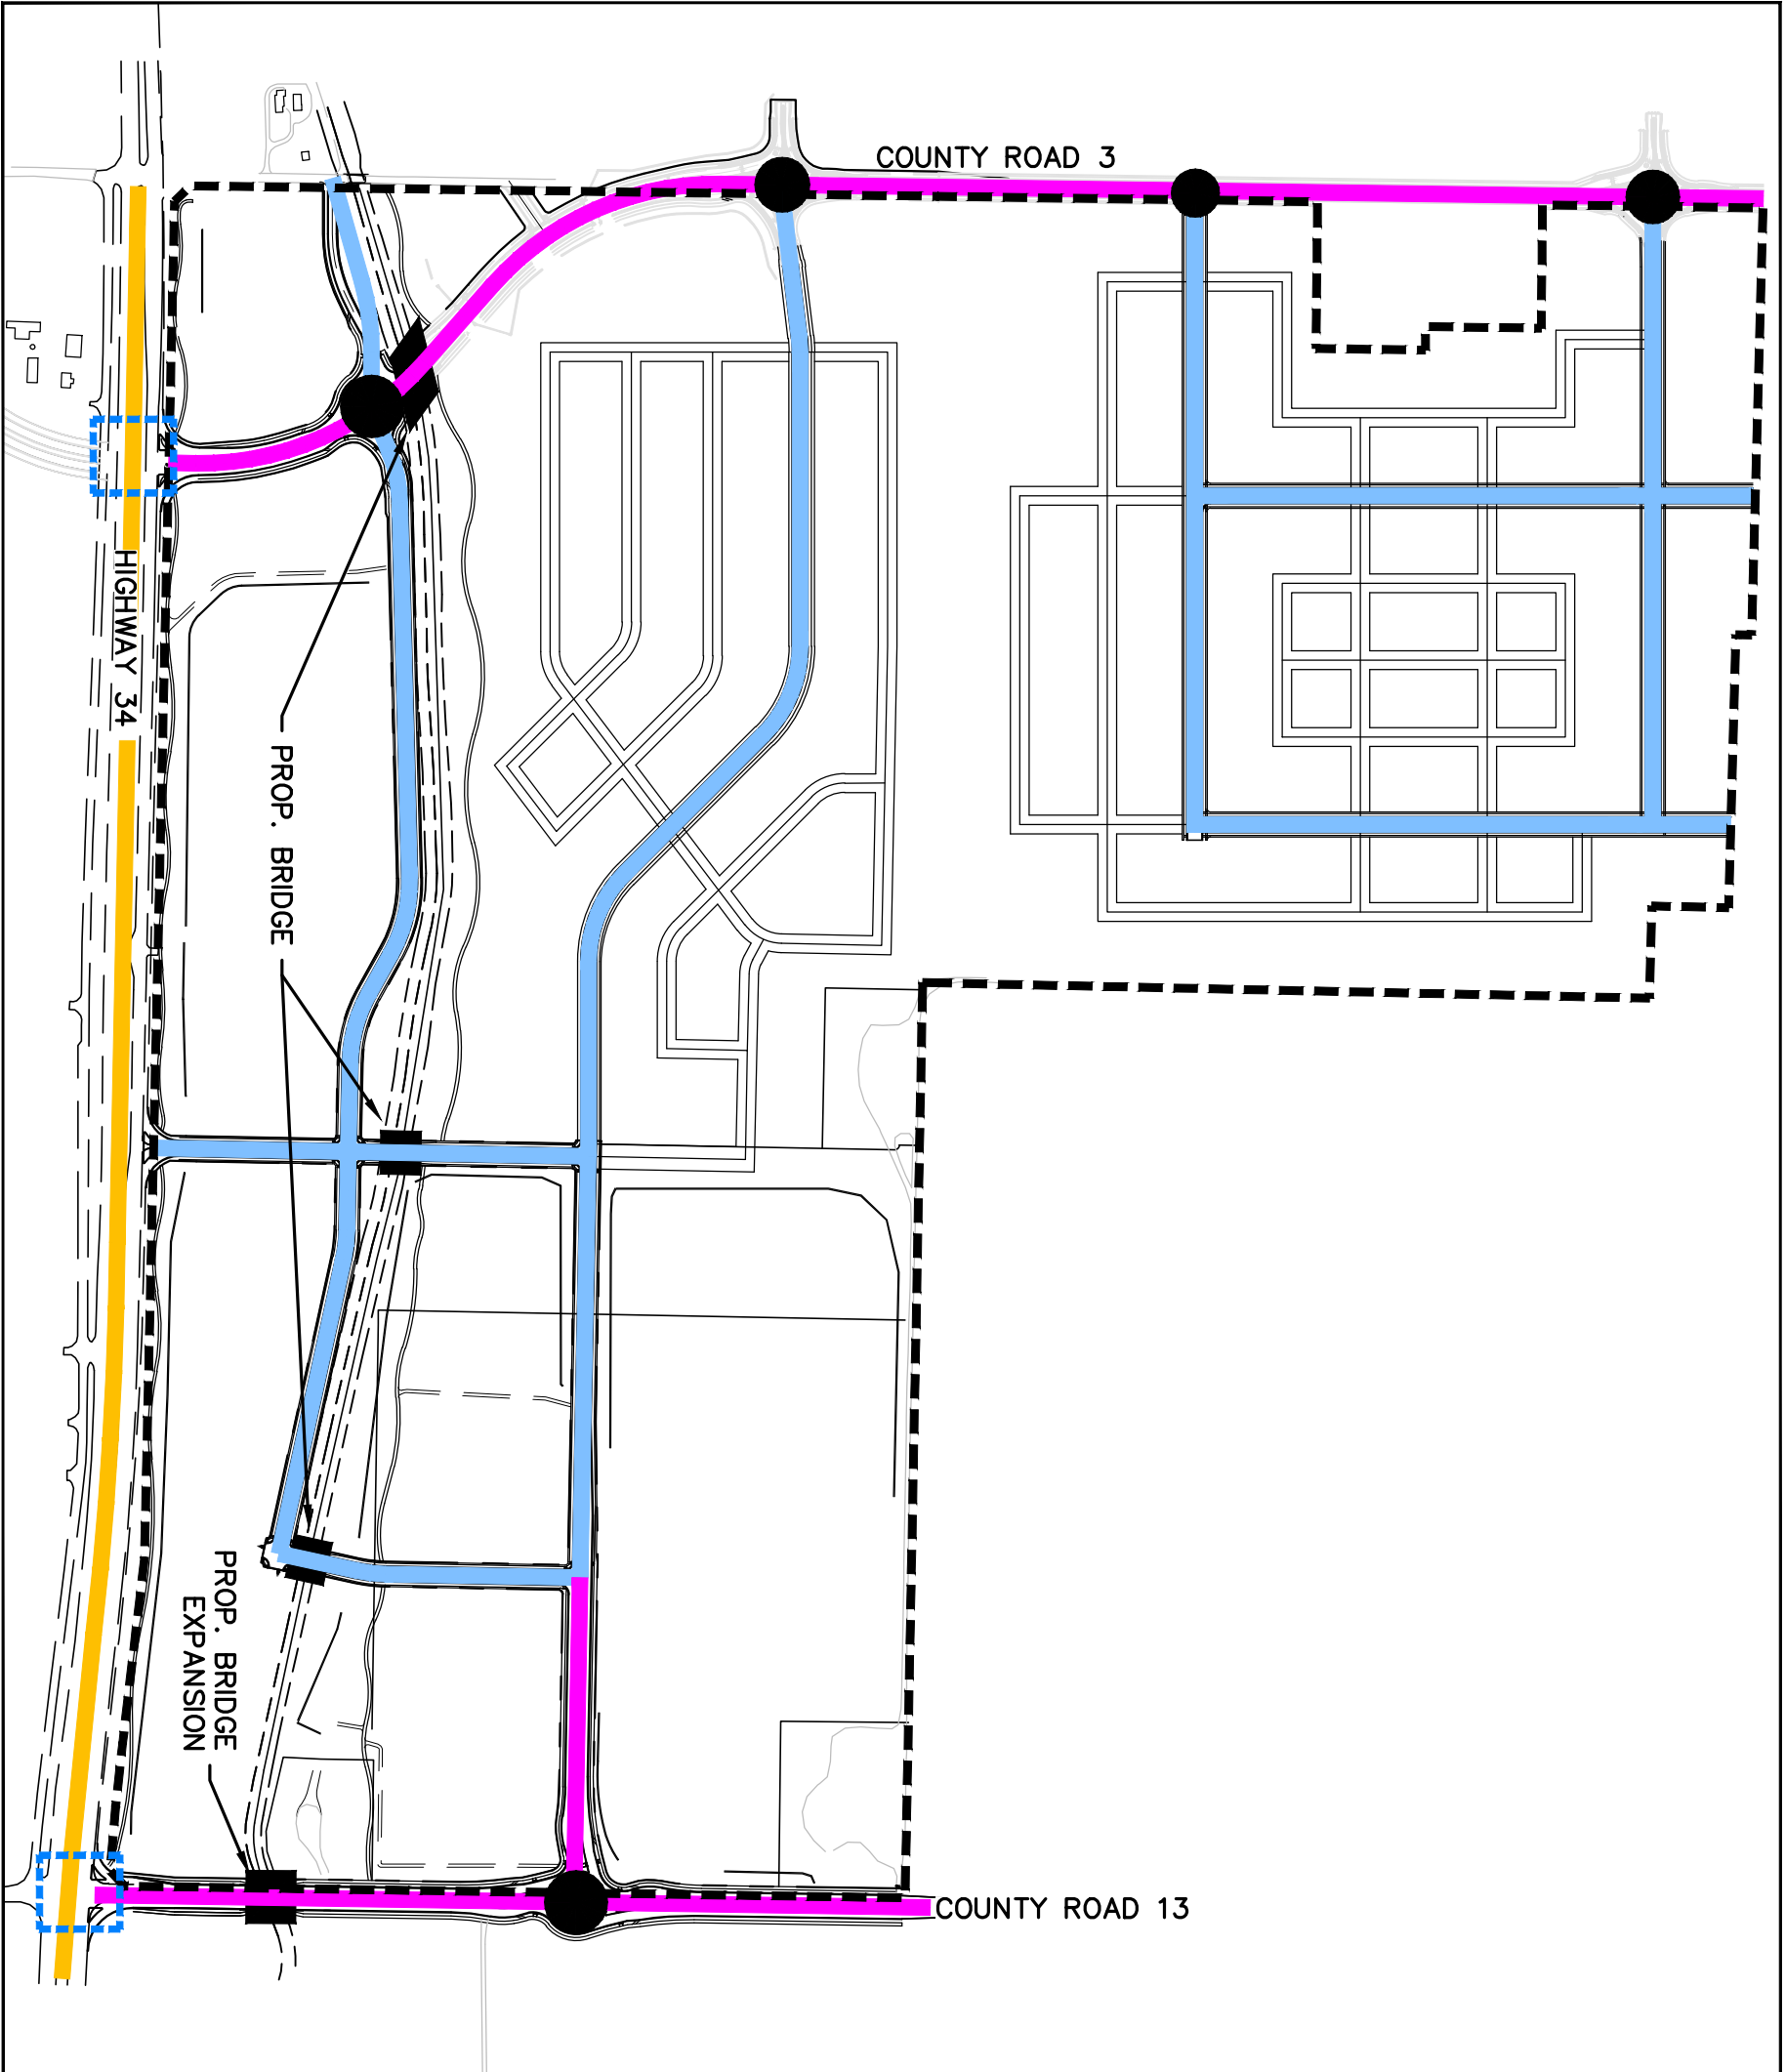 COUNTY ROAD 3
HIGHWAY 34
PROP. BRIDGE
PROP. BRIDGE
EXPANSION
COUNTY ROAD 13